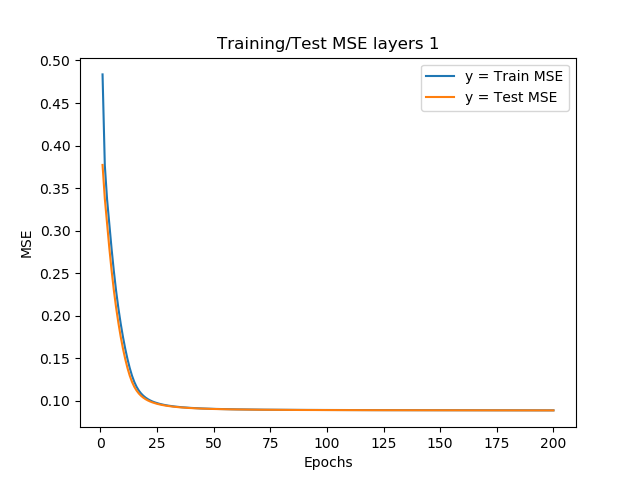 Training/Test MSE layers 1
y = Train MSE
y = Test MSE
MSE
0.50
0.45
0.40
0.35
0.30
0.25
0.20
0.15
0.10
0 25 50 75 100 125 150 175 200
Epochs